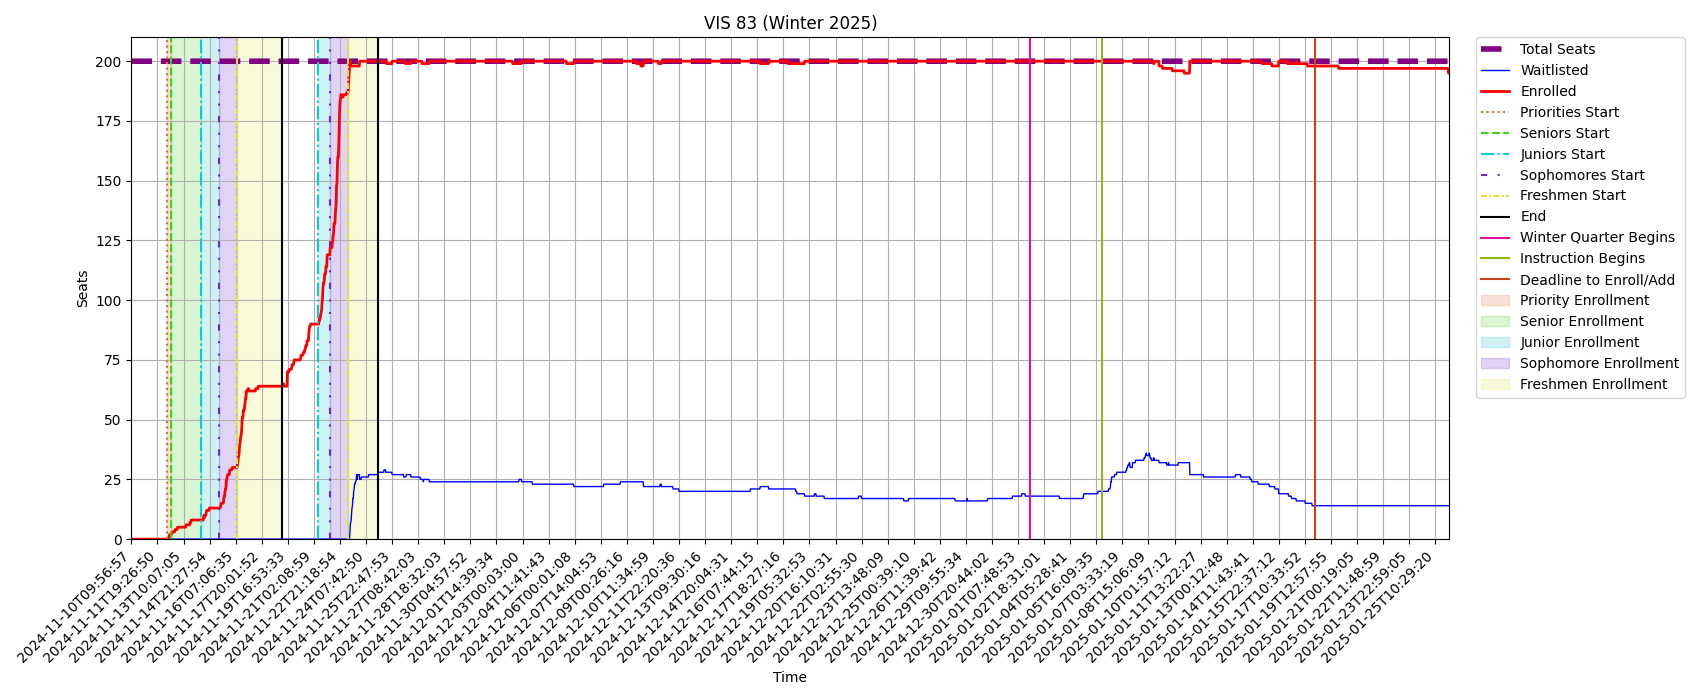 VIS 83 (Winter 2025)
200
175
150
125
100
75
50
25
0
Seats
Total Seats
Waitlisted
Enrolled
Priorities Start
Seniors Start
Juniors Start
Sophomores Start
Freshmen Start
End
Winter Quarter Begins
Instruction Begins
Deadline to Enroll/Add
Priority Enrollment
Senior Enrollment
Junior Enrollment
Sophomore Enrollment
Freshmen Enrollment
2024-11-10T09:56:57
2024-11-11T19:26:50
2024-11-13T10:07:05
2024-11-14T21:27:54
2024-11-16T07:06:35
2024-11-17T20:01:52
2024-11-19T16:53:33
2024-11-21T02:08:59
2024-11-22T21:18:54
2024-11-24T07:42:50
2024-11-25T22:47:53
2024-11-27T08:42:03
2024-11-28T18:32:03
2024-11-30T04:57:52
2024-12-01T14:39:34
2024-12-03T00:03:00
2024-12-04T11:41:43
2024-12-06T00:01:08
2024-12-07T14:04:53
2024-12-09T00:26:16
2024-12-10T11:34:59
2024-12-11T22:20:36
2024-12-13T09:30:16
2024-12-14T20:04:31
2024-12-16T07:44:15
2024-12-17T18:27:16
2024-12-19T05:32:53
2024-12-20T16:10:31
2024-12-22T02:55:30
2024-12-23T13:48:09
2024-12-25T00:39:10
2024-12-26T11:39:42
2024-12-29T09:55:34
2024-12-30T20:44:02
2025-01-01T07:48:53
2025-01-02T18:31:01
2025-01-04T05:28:41
2025-01-05T16:09:35
2025-01-07T03:33:19
2025-01-08T15:06:09
2025-01-10T01:57:12
2025-01-11T13:22:27
2025-01-13T00:12:48
2025-01-14T11:43:41
2025-01-15T22:37:12
2025-01-17T10:33:52
2025-01-19T12:57:55
2025-01-21T00:19:05
2025-01-22T11:48:59
2025-01-23T22:59:05
2025-01-25T10:29:20
Time